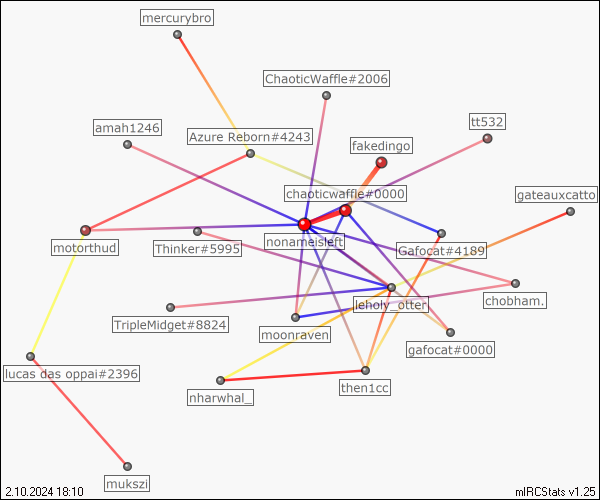 mercurybro
ChaoticWaffle#2006
amah1246
tt532
Azure Reborn#4243
fakedingo
chaoticwaffle#0000
gateauxcatto
motorthud
Thinker#5995
nonameisleft
Gafocat#4189
chobham.
leholy_otter
TripleMidget#8824
moonraven
gafocat#0000
lucas das oppai#2396
nharwhal_
then1cc
mukszi
2.10.2024 18:10
mIRCStats v1.25